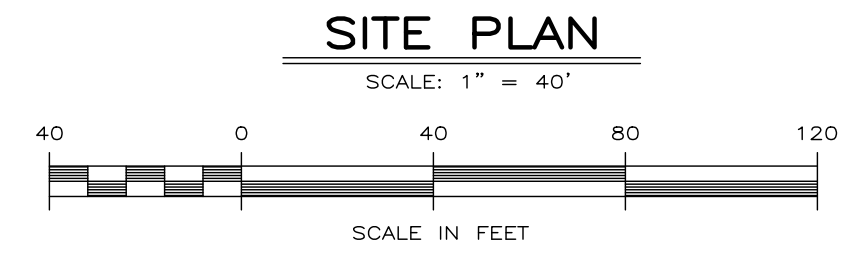 SITE PLAN
SCALE: 1" = 40'
40 0 40 80 120
SCALE IN FEET